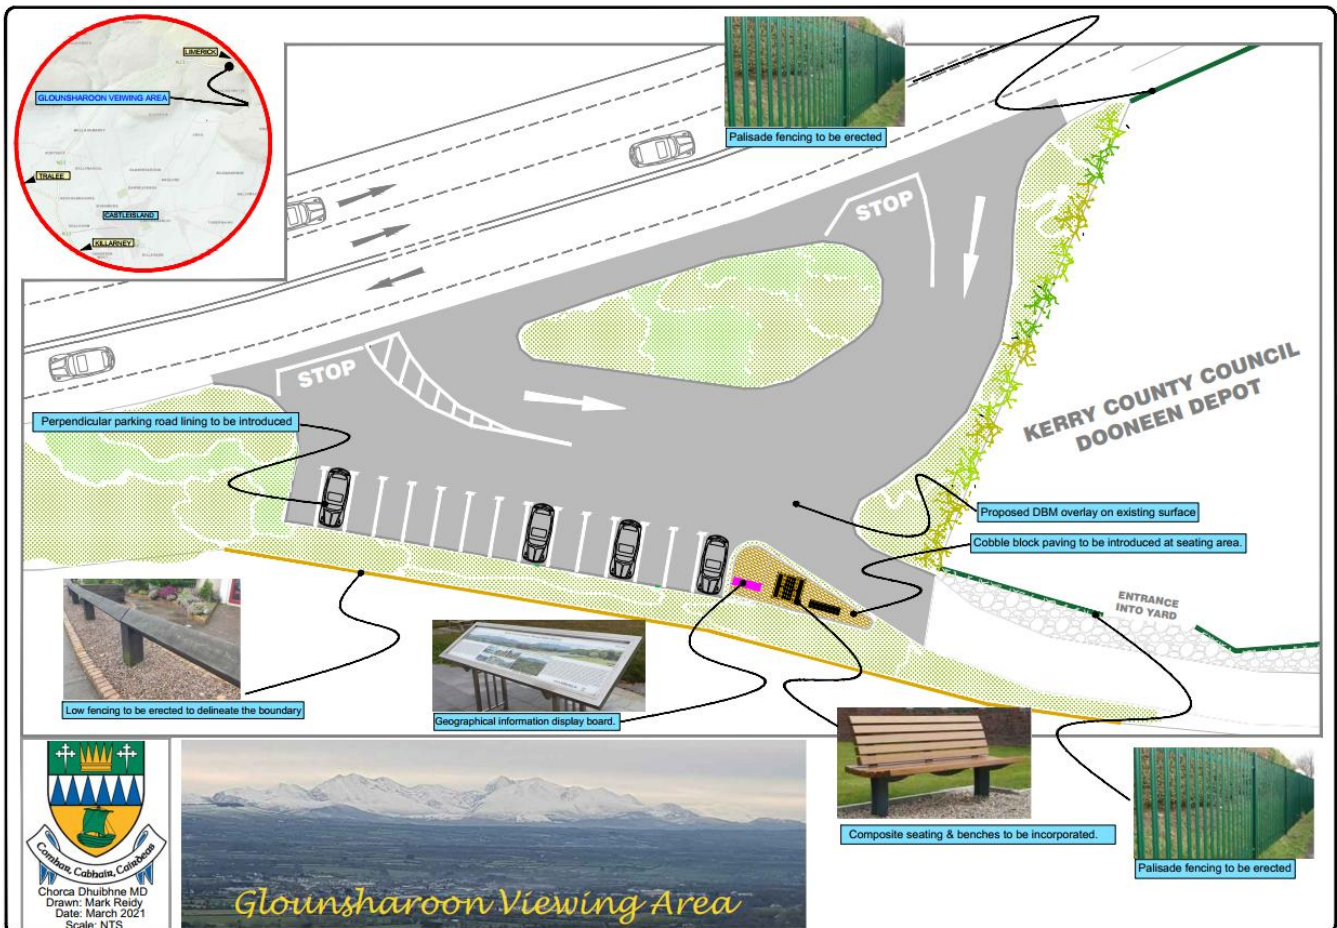 LIMERICK
GLOUNSHAROON VEIWING AREA
TRALEE
CASTLEISLAND
KILLARNEY
Palisade fencing to be erected
STOP
STOP
KERRY COUNTY COUNCIL
DOONEEN DEPOT
Perpendicular parking road lining to be introduced
Proposed DBM overlay on existing surface
Cobble block paving to be introduced at seating area.
ENTRANCE
INTO YARD
Low fencing to be erected to delineate the boundary
Geographical information display board.
Composite seating & benches to be incorporated.
Palisade fencing to be erected
Comhar, Cabhair, Cairdeas
Chorca Dhuibhne MD
Drawn: Mark Reidy
Date: March 2021
Scale: NTS
Glounsharoon Viewing Area